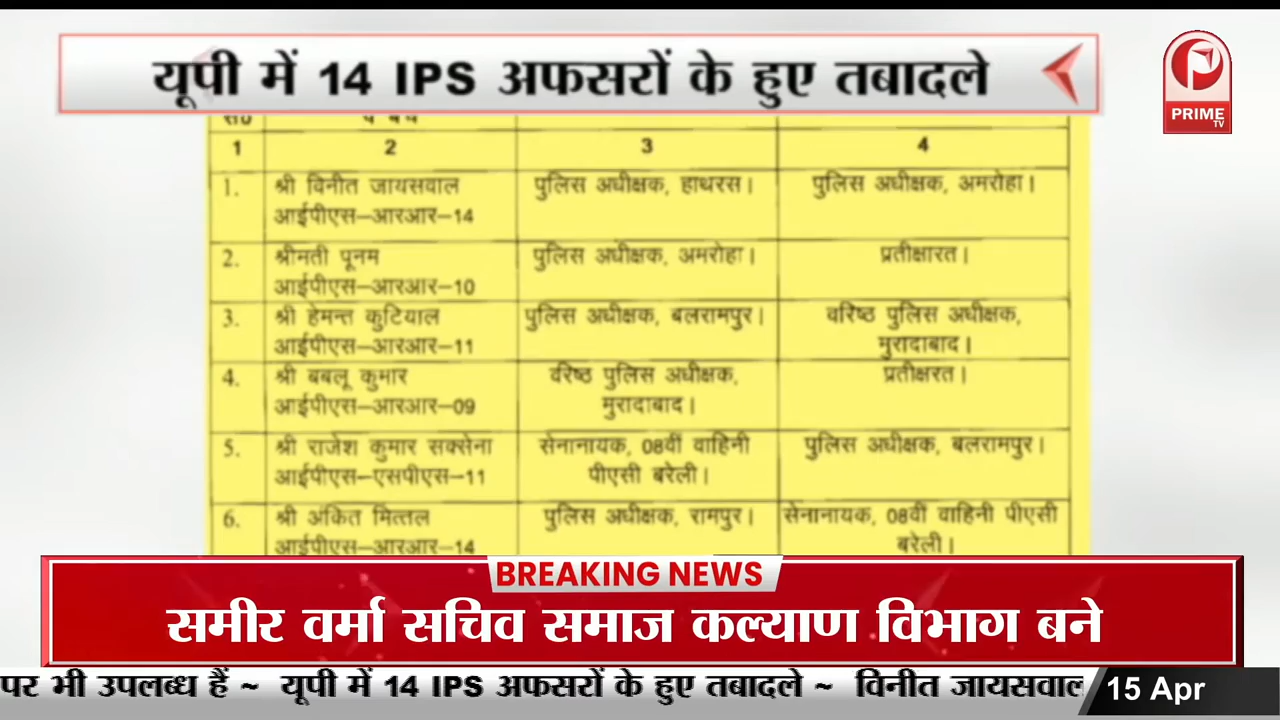 यूपी में 14 IPS अफसरों के हुए तबादले
PRIME
TV
1 2 3 4
1. श्री विनीत जायसवाल पुलिस अधीक्षक, हाथरस। पुलिस अधीक्षक, अमरोहा।
आईपीएस–आरआर–14
2. श्रीमती पूनम पुलिस अधीक्षक, अमरोहा। प्रतीक्षारत।
आईपीएस–आरआर–10
3. श्री हेमन्त कुटियाल पुलिस अधीक्षक, बलरामपुर। वरिष्ठ पुलिस अधीक्षक,
आईपीएस–आरआर–11 मुरादाबाद।
4. श्री बबलू कुमार वरिष्ठ पुलिस अधीक्षक, प्रतीक्षरत।
आईपीएस–आरआर–09 मुरादाबाद।
5. श्री राजेश कुमार सक्सेना सेनानायक, 08वीं वाहिनी पुलिस अधीक्षक, बलरामपुर।
आईपीएस–एसपीएस–11 पीएसी बरेली।
6. श्री अंकित मित्तल पुलिस अधीक्षक, रामपुर। सेनानायक, 08वीं वाहिनी पीएसी
आईपीएस–आरआर–14 बरेली।
BREAKING NEWS
समीर वर्मा सचिव समाज कल्याण विभाग बने
पर भी उपलब्ध हैं ~ यूपी में 14 IPS अफसरों के हुए तबादले ~ विनीत जायसवाल 15 Apr